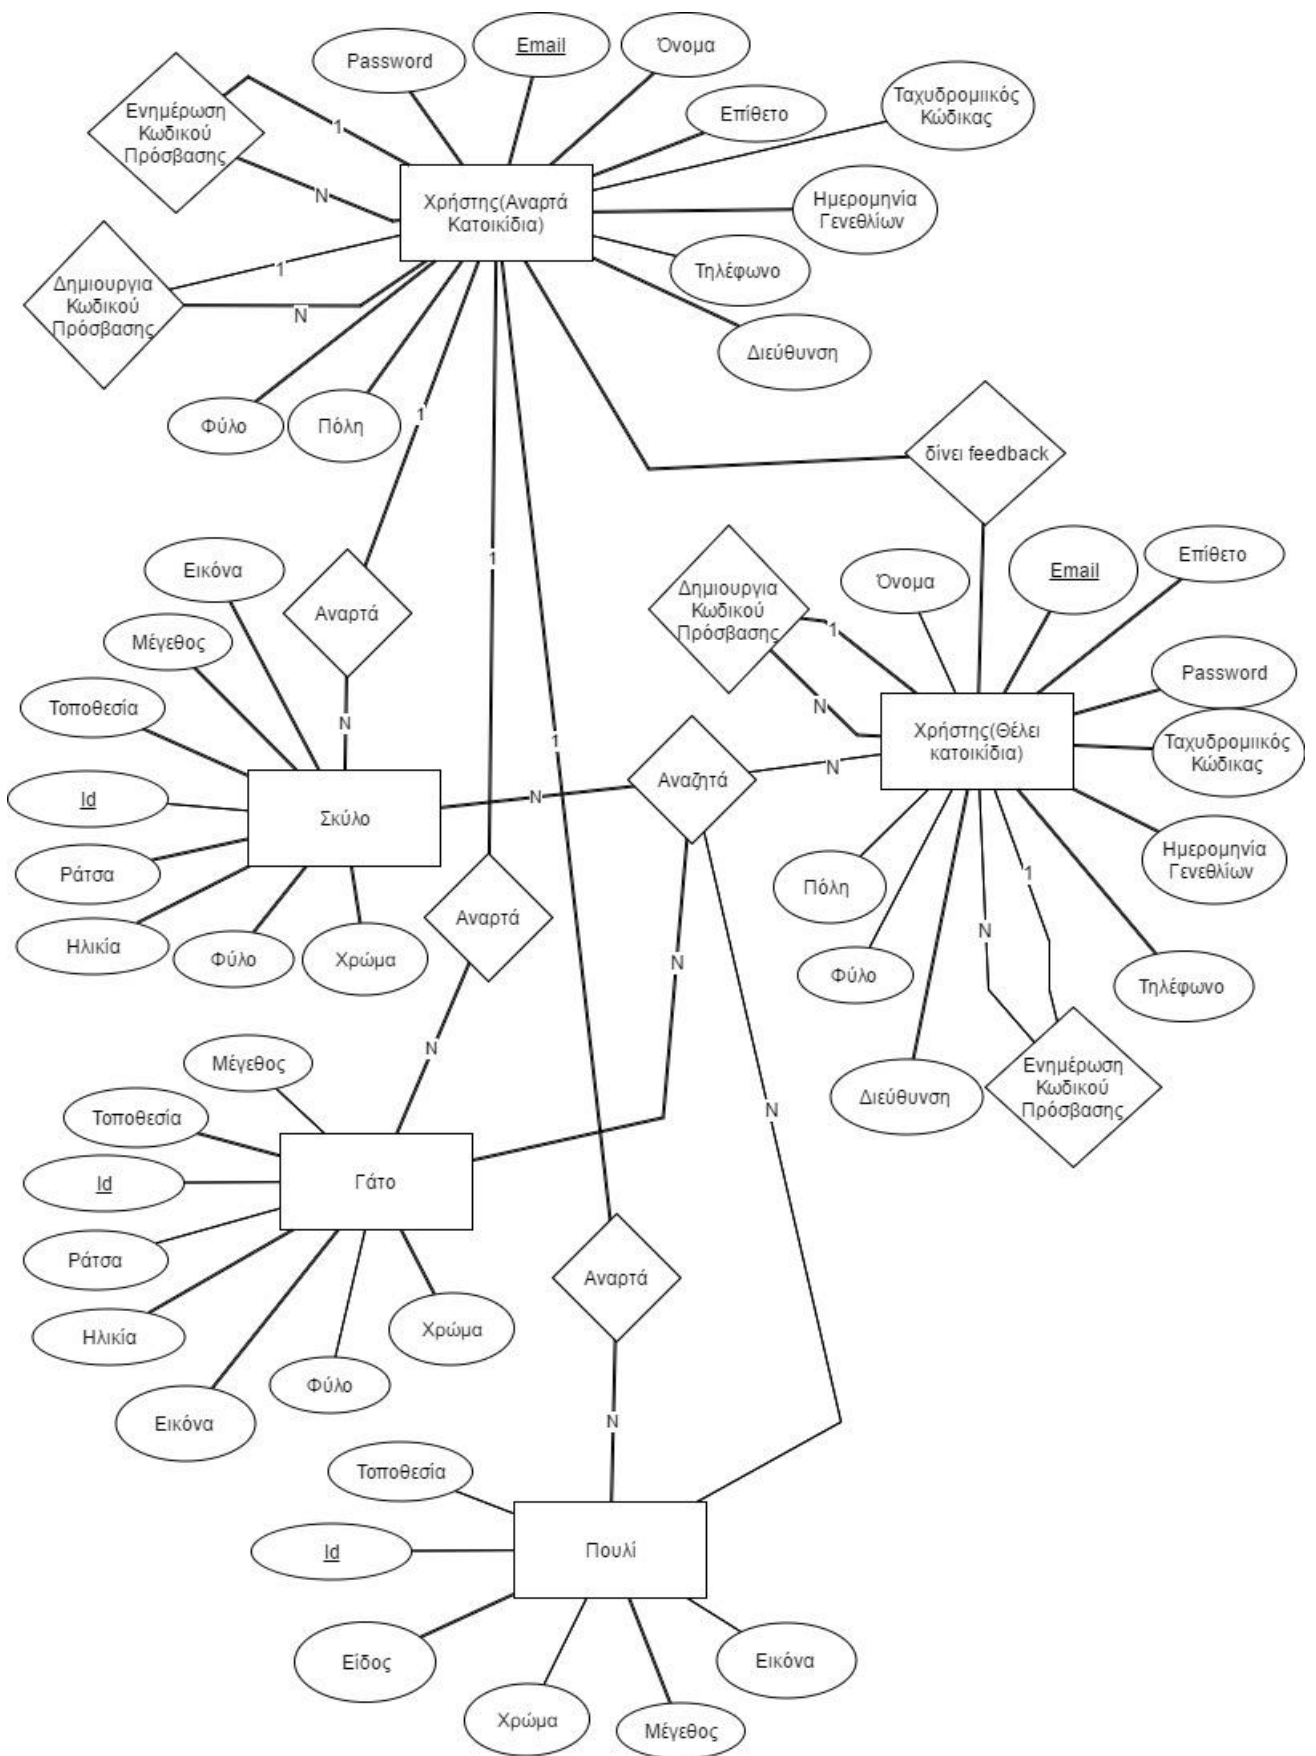 Password
Email
Όνομα
Ταχυδρομιικός
Κώδικας
Επίθετο
Ενημέρωση
Κωδικού
Πρόσβασης
1
N
Χρήστης(Αναρτά
Κατοικίδια)
Ημερομηνία
Γενεθλίων
Τηλέφωνο
Δημιουργια
Κωδικού
Πρόσβασης
1
N
Διεύθυνση
Φύλο
Πόλη
1
δίνει feedback
Εικόνα
1
Αναρτά
Μέγεθος
Τοποθεσία
N
Όνομα
Email
Επίθετο
Δημιουργια
Κωδικού
Πρόσβασης
1
N
Password
Χρήστης(Θέλει
κατοικίδια)
Ταχυδρομιικός
Κώδικας
1
Αναζητά
N
N
Id
Σκύλο
Ράτσα
Ηλικία
Φύλο
Χρώμα
Αναρτά
Πόλη
1
Ημερομηνία
Γενεθλίων
N
N
Φύλο
Τηλέφωνο
N
Μέγεθος
Τοποθεσία
N
Διεύθυνση
Ενημέρωση
Κωδικού
Πρόσβασης
Id
Γάτο
Ράτσα
Ηλικία
Χρώμα
Φύλο
Εικόνα
Αναρτά
N
Τοποθεσία
Id
Πουλί
Είδος
Χρώμα
Μέγεθος
Εικόνα